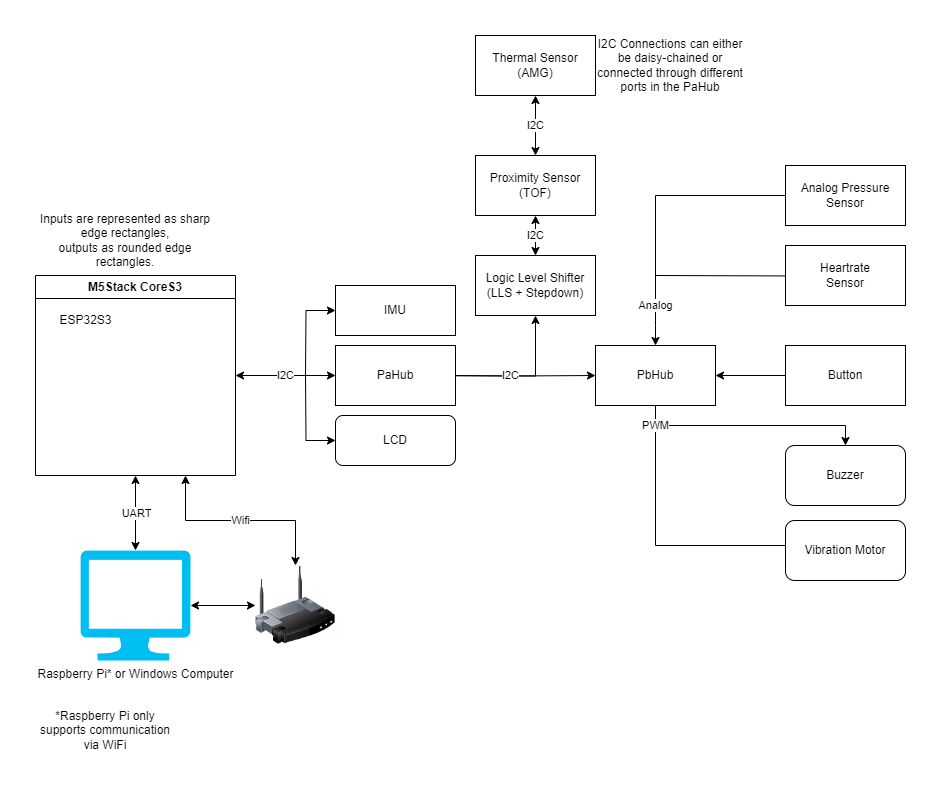 Thermal Sensor
(AMG)
I2C Connections can either
be daisy-chained or
connected through different
ports in the PaHub
I2C
Proximity Sensor
(TOF)
I2C
Logic Level Shifter
(LLS + Stepdown)
Analog Pressure
Sensor
Heartrate
Sensor
Analog
Inputs are represented as sharp
edge rectangles,
outputs as rounded edge
rectangles.
M5Stack CoreS3
ESP32S3
I2C
IMU
PaHub
LCD
I2C
PbHub
Button
PWM
Buzzer
Vibration Motor
UART
Wifi
Raspberry Pi* or Windows Computer
*Raspberry Pi only
supports communication
via WiFi